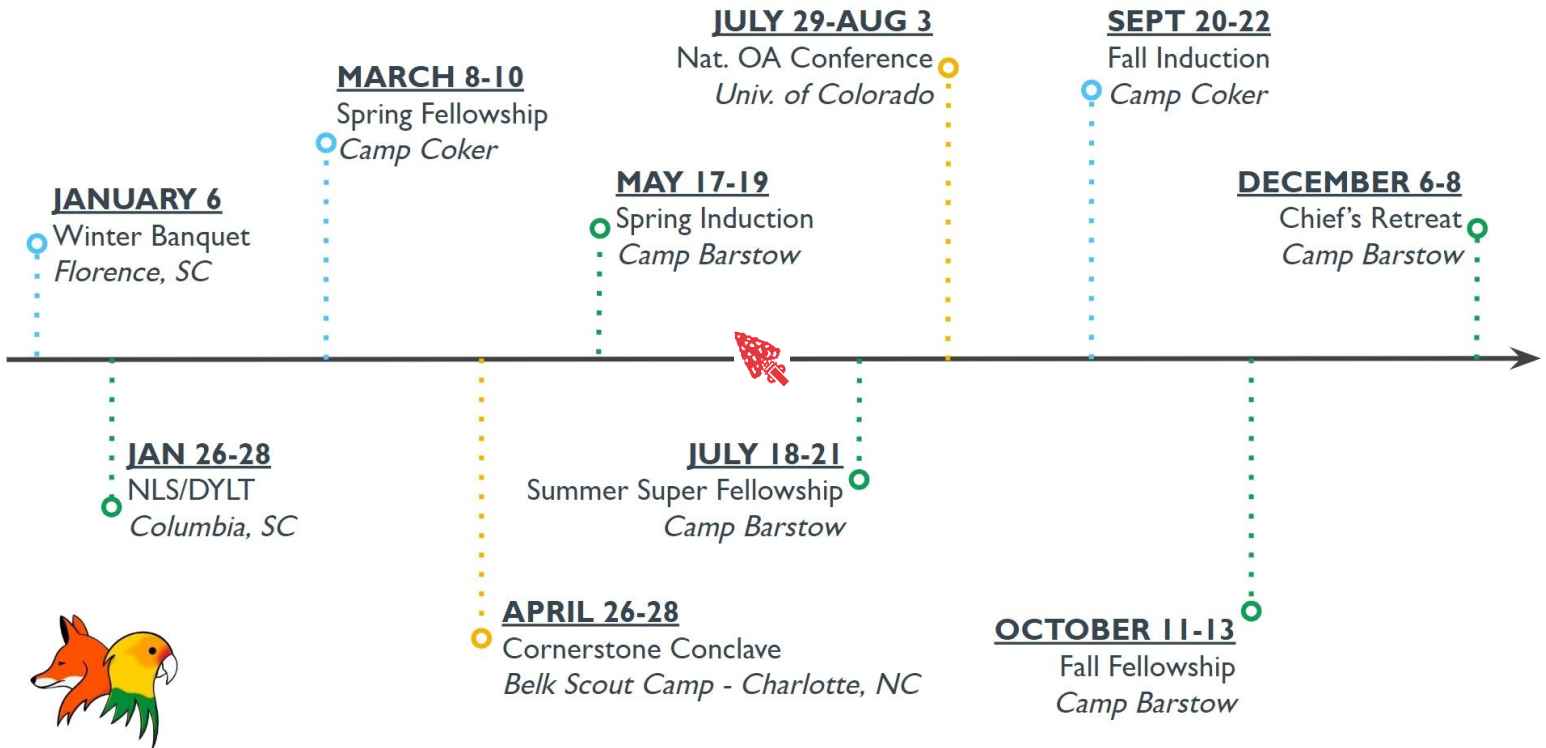 JANUARY 6
Winter Banquet
Florence, SC
JAN 26-28
NLS/DYLT
Columbia, SC
MARCH 8-10
Spring Fellowship
Camp Coker
APRIL 26-28
Cornerstone Conclave
Belk Scout Camp - Charlotte, NC
MAY 17-19
Spring Induction
Camp Barstow
JULY 18-21
Summer Super Fellowship
Camp Barstow
JULY 29-AUG 3
Nat. OA Conference
Univ. of Colorado
SEPT 20-22
Fall Induction
Camp Coker
OCTOBER 11-13
Fall Fellowship
Camp Barstow
DECEMBER 6-8
Chief’s Retreat
Camp Barstow